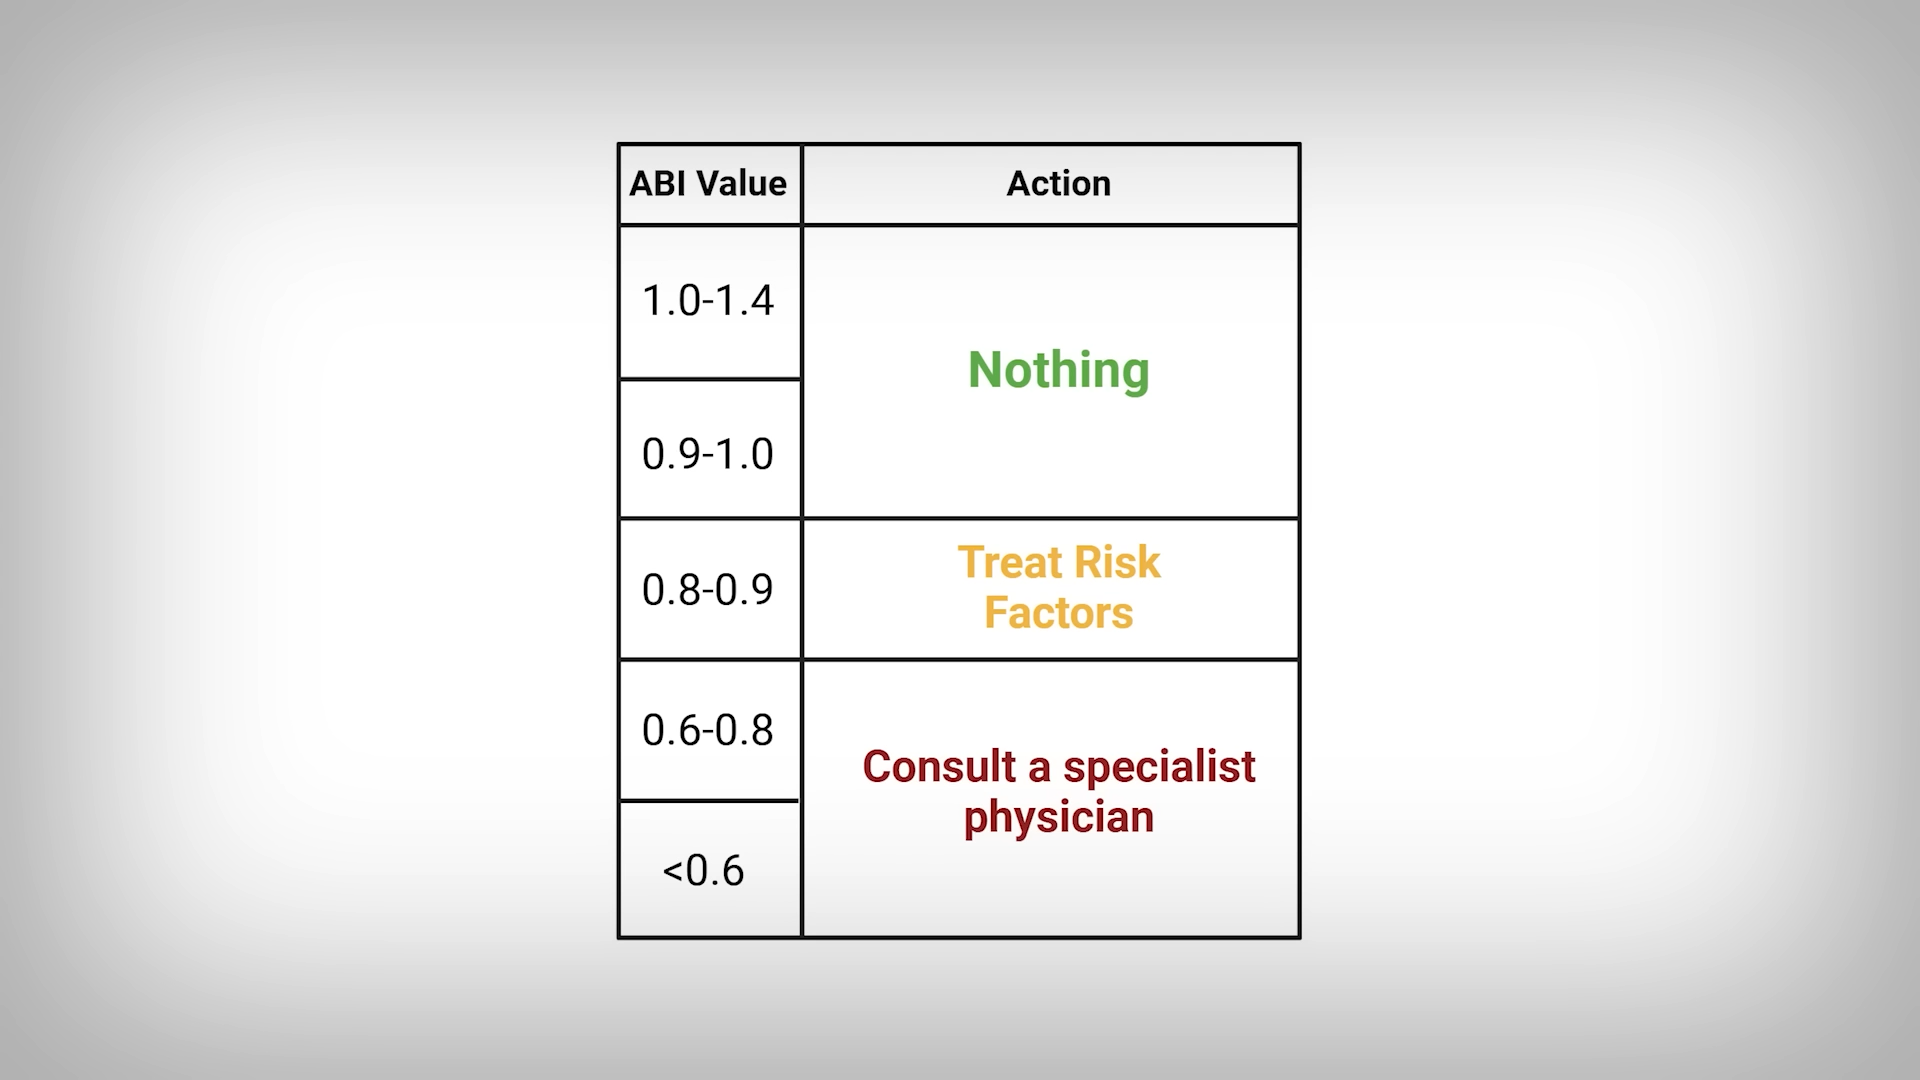 ABI Value
Action
1.0-1.4
Nothing
0.9-1.0
0.8-0.9
Treat Risk
Factors
0.6-0.8
Consult a specialist
physician
<0.6